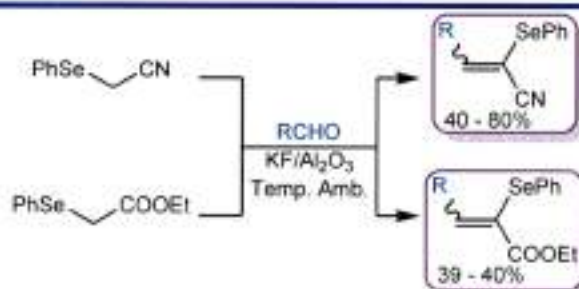 PhSe CN
RCHO
KF/Al2O3
Temp. Amb.
PhSe COOEt
R SePh
CN
40 - 80%
R SePh
COOEt
39 - 40%